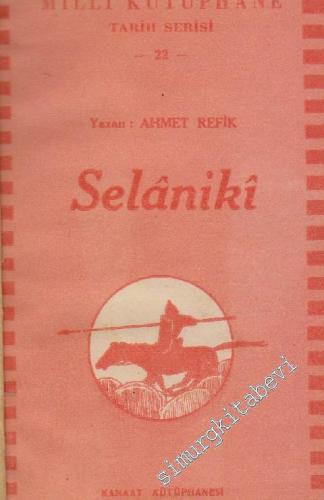 MİLLÎ KÜTÜPHANE
TARİH SERİSİ
— 22 —
Yazan : AHMET REFİK
Selânikî
KANAAT KÜTÜPHANESİ
simurgkitabevi